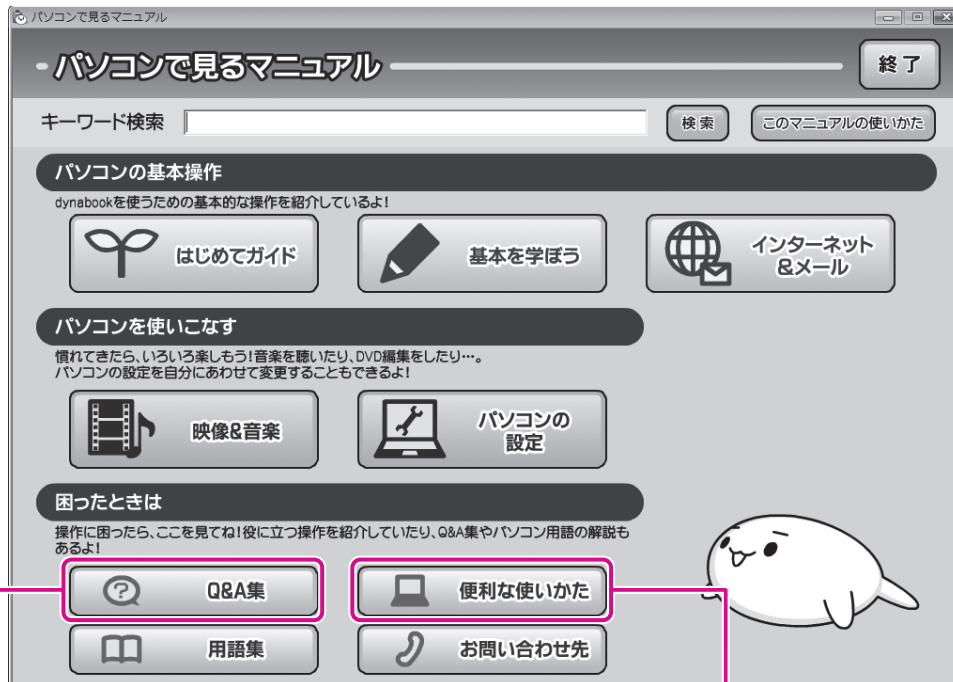 パソコンで見るマニュアル
パソコンで見るマニュアル
終了
キーワード検索
検索
このマニュアルの使いかた
パソコンの基本操作
dynabookを使うための基本的な操作を紹介しているよ!
はじめてガイド
基本を学ぼう
インターネット
&メール
パソコンを使いこなす
慣れてきたら、いろいろ楽しもう!音楽を聴いたり、DVD編集をしたり…。
パソコンの設定を自分にあわせて変更することもできるよ!
映像&音楽
パソコンの
設定
困ったときは
操作に困ったら、ここを見てね!役に立つ操作を紹介していたり、Q&A集やパソコン用語の解説も
あるよ!
Q&A集
便利な使いかた
用語集
お問い合わせ先